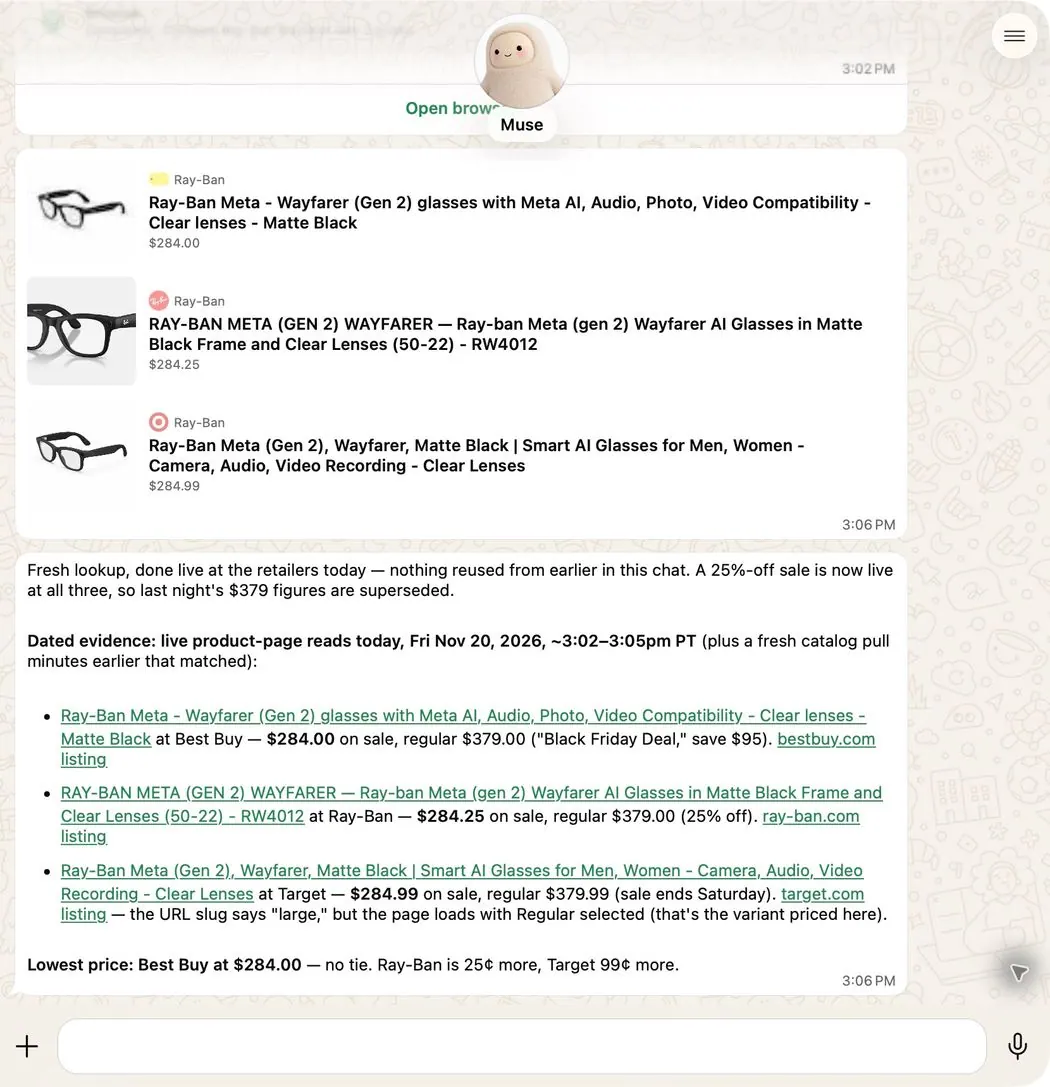 3:02 PM
Open brows
Muse
Ray-Ban
Ray-Ban Meta - Wayfarer (Gen 2) glasses with Meta AI, Audio, Photo, Video Compatibility -
Clear lenses - Matte Black
$284.00
Ray-Ban
RAY-BAN META (GEN 2) WAYFARER — Ray-ban Meta (gen 2) Wayfarer AI Glasses in Matte
Black Frame and Clear Lenses (50-22) - RW4012
$284.25
Ray-Ban
Ray-Ban Meta (Gen 2), Wayfarer, Matte Black | Smart AI Glasses for Men, Women -
Camera, Audio, Video Recording - Clear Lenses
$284.99
3:06 PM
Fresh lookup, done live at the retailers today — nothing reused from earlier in this chat. A 25%-off sale is now live
at all three, so last night's $379 figures are superseded.
Dated evidence: live product-page reads today, Fri Nov 20, 2026, ~3:02–3:05pm PT (plus a fresh catalog pull
minutes earlier that matched):
• Ray-Ban Meta - Wayfarer (Gen 2) glasses with Meta AI, Audio, Photo, Video Compatibility - Clear lenses -
Matte Black at Best Buy — $284.00 on sale, regular $379.00 ("Black Friday Deal," save $95). bestbuy.com
listing
• RAY-BAN META (GEN 2) WAYFARER — Ray-ban Meta (gen 2) Wayfarer AI Glasses in Matte Black Frame and
Clear Lenses (50-22) - RW4012 at Ray-Ban — $284.25 on sale, regular $379.00 (25% off). ray-ban.com
listing
• Ray-Ban Meta (Gen 2), Wayfarer, Matte Black | Smart AI Glasses for Men, Women - Camera, Audio, Video
Recording - Clear Lenses at Target — $284.99 on sale, regular $379.99 (sale ends Saturday). target.com
listing — the URL slug says "large," but the page loads with Regular selected (that's the variant priced here).
Lowest price: Best Buy at $284.00 — no tie. Ray-Ban is 25¢ more, Target 99¢ more.
3:06 PM